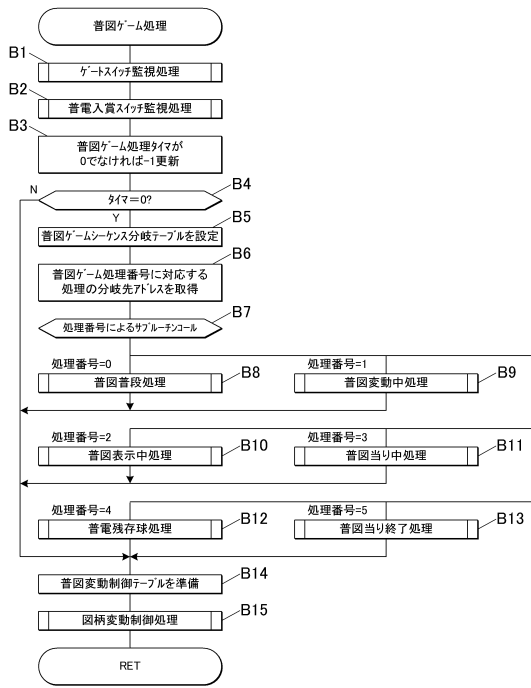 普図ゲーム処理
B1
ゲートスイッチ監視処理
B2
普電入賞スイッチ監視処理
B3
普図ゲーム処理タイマが
0でなければ-1更新
N
B4
タイマ=0?
Y
B5
普図ゲームシーケンス分岐テーブルを設定
B6
普図ゲーム処理番号に対応する
処理の分岐先アドレスを取得
B7
処理番号によるサブルーチンコール
処理番号=0
普図普段処理
B8
処理番号=1
普図変動中処理
B9
処理番号=2
普図表示中処理
B10
処理番号=3
普図当り中処理
B11
処理番号=4
普電残存球処理
B12
処理番号=5
普図当り終了処理
B13
普図変動制御テーブルを準備
B14
図柄変動制御処理
B15
RET